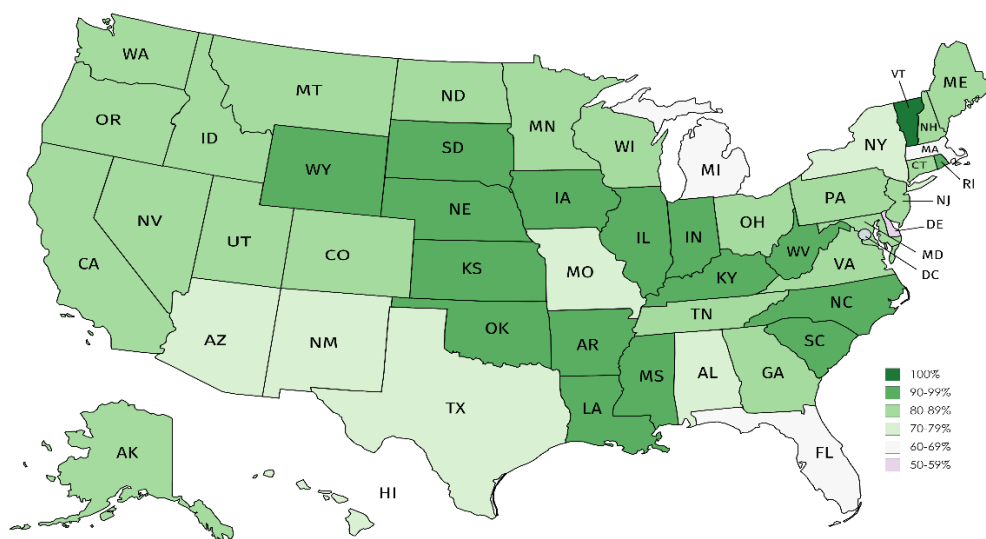 WA
MT
ND
MN
VT
ME
OR
ID
SD
WI
NH
NY
MA
MI
CT
WY
RI
IA
PA
NJ
NE
OH
DE
NV
IL
IN
UT
CO
WV
MD
CA
VA
DC
KS
MO
KY
NC
TN
OK
AZ
NM
AR
SC
MS
AL
GA
TX
LA
100%
90-99%
80-89%
70-79%
60-69%
50-59%
FL
AK
HI